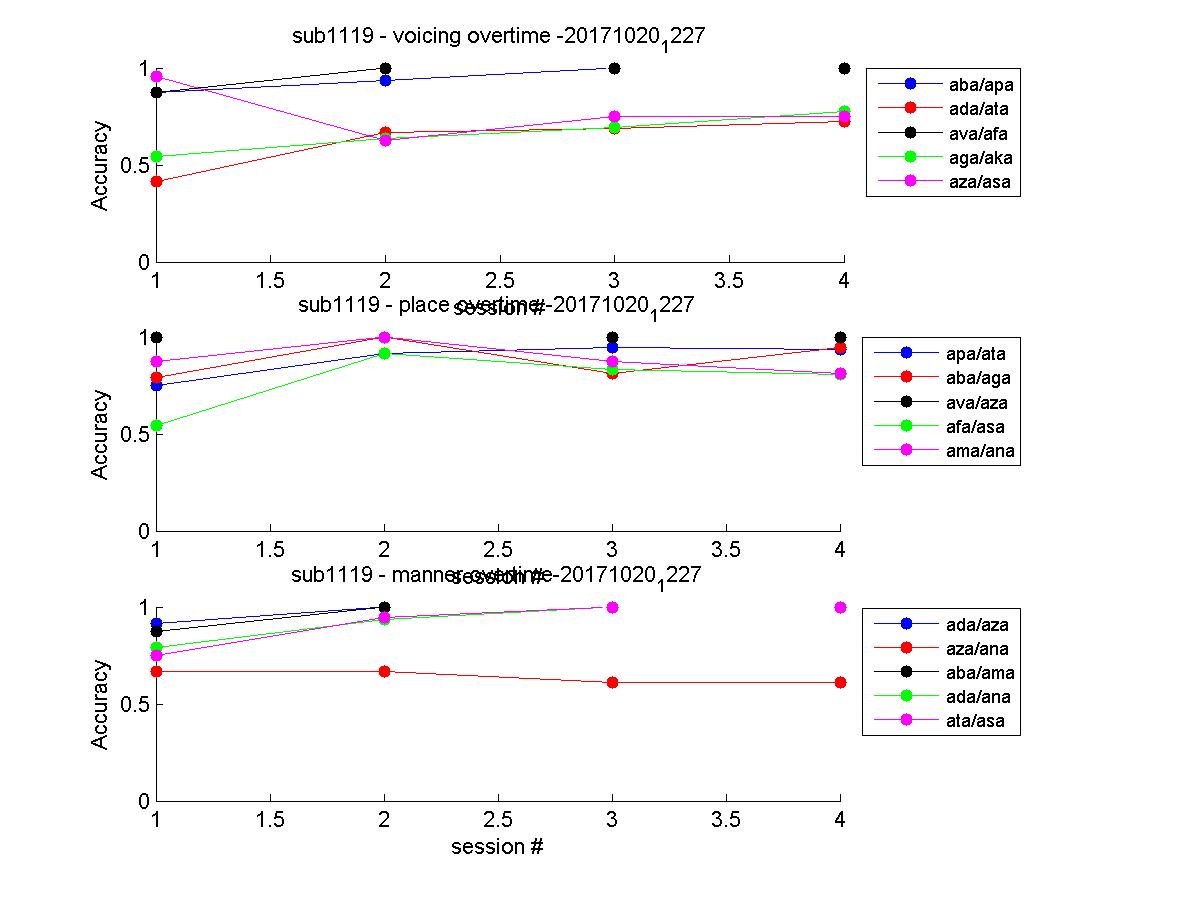 sub1119 - voicing overtime -20171020_1227
1
0.5
0
Accuracy
1 1.5 2 2.5 3 3.5 4
session #
aba/apa
ada/ata
ava/afa
aga/aka
aza/asa
sub1119 - place overtime -20171020_1227
1
0.5
0
Accuracy
1 1.5 2 2.5 3 3.5 4
session #
apa/ata
aba/aga
ava/aza
afa/asa
ama/ana
sub1119 - manner overtime-20171020_1227
1
0.5
0
Accuracy
1 1.5 2 2.5 3 3.5 4
session #
ada/aza
aza/ana
aba/ama
ada/ana
ata/asa